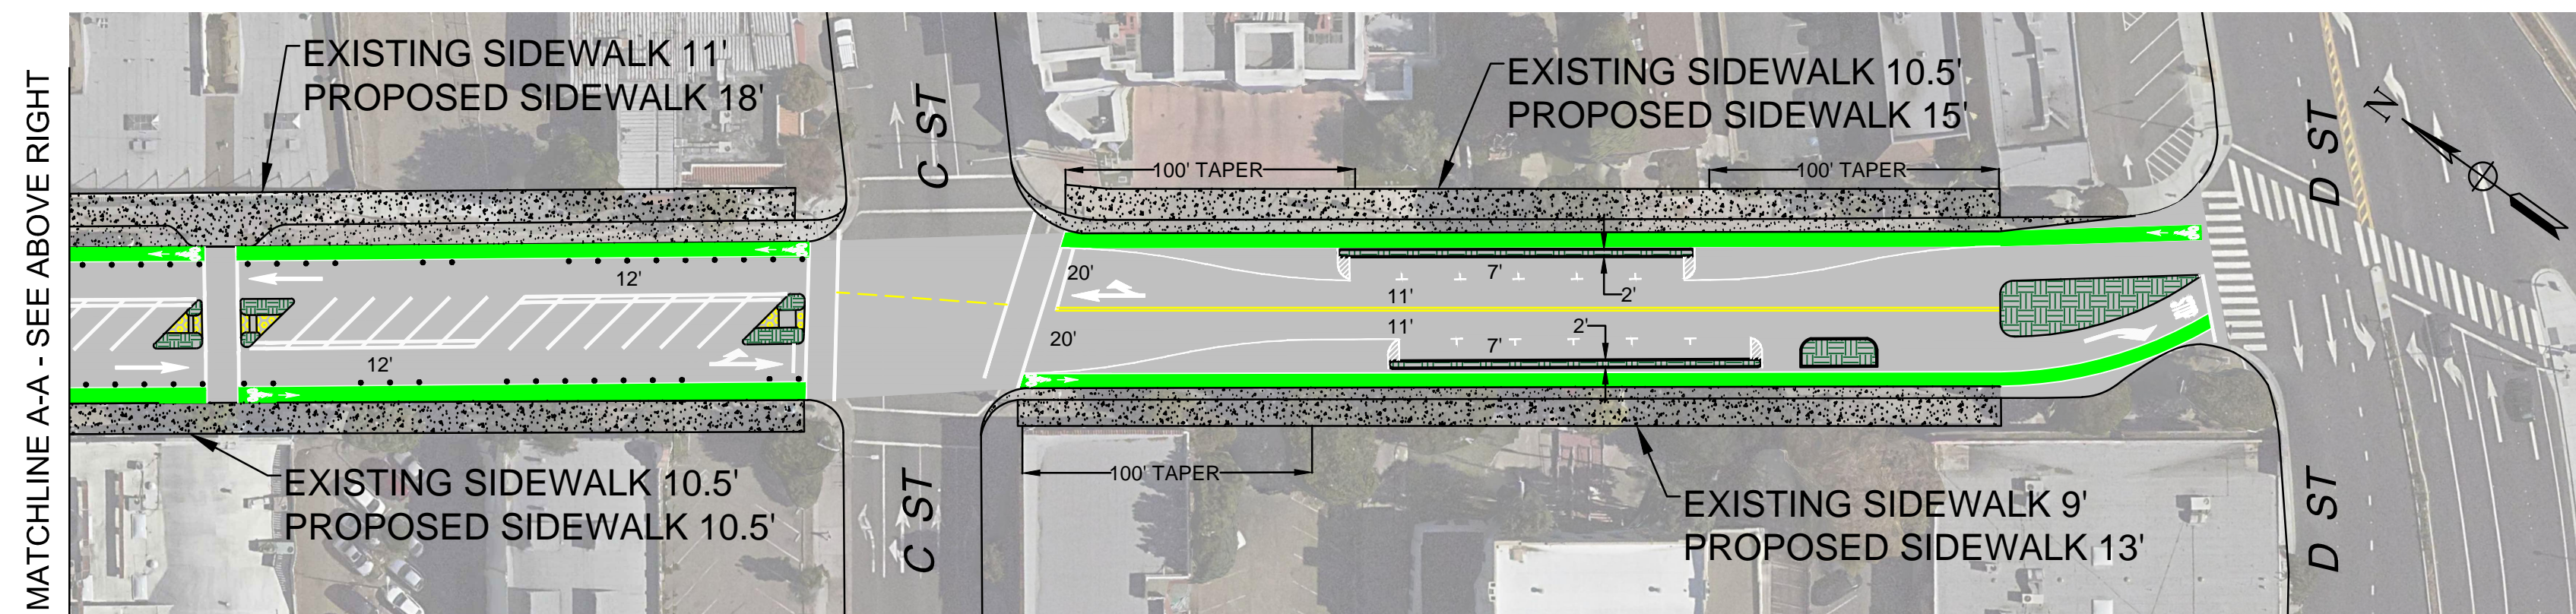 MATCHLINE A-A - SEE ABOVE RIGHT
EXISTING SIDEWALK 11'
PROPOSED SIDEWALK 18'
C ST
EXISTING SIDEWALK 10.5'
PROPOSED SIDEWALK 15'
D ST
N
100' TAPER
100' TAPER
12'
20'
7'
11'
2'
12'
20'
11'
2'
7'
100' TAPER
EXISTING SIDEWALK 10.5'
PROPOSED SIDEWALK 10.5'
C ST
EXISTING SIDEWALK 9'
PROPOSED SIDEWALK 13'
D ST